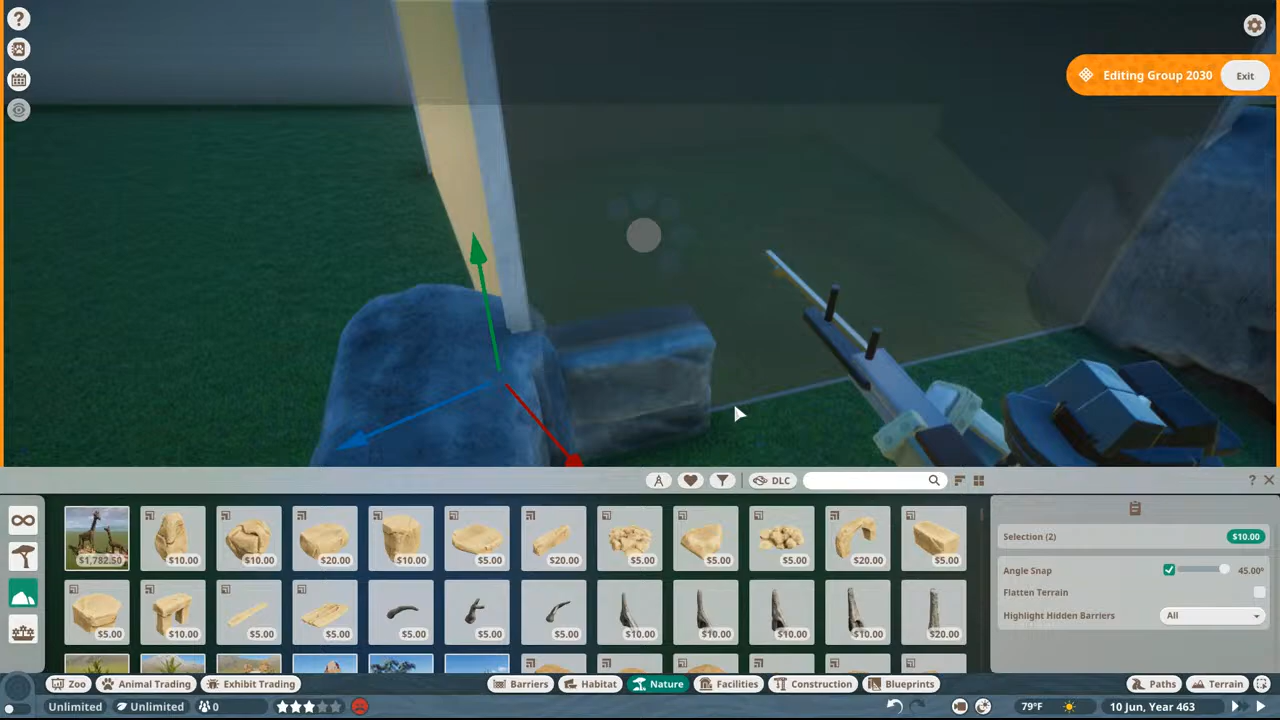 Editing Group 2030 Exit
DLC
$1,782.50 $10.00 $10.00 $20.00 $10.00 $5.00 $20.00 $5.00 $5.00 $5.00 $20.00 $5.00
$5.00 $10.00 $5.00 $5.00 $5.00 $5.00 $5.00 $10.00 $10.00 $10.00 $10.00 $20.00
Selection (2) $10.00
Angle Snap 45.00°
Flatten Terrain
Highlight Hidden Barriers All
Zoo Animal Trading Exhibit Trading Barriers Habitat Nature Facilities Construction Blueprints Paths Terrain
Unlimited Unlimited 0 79°F 10 Jun, Year 463